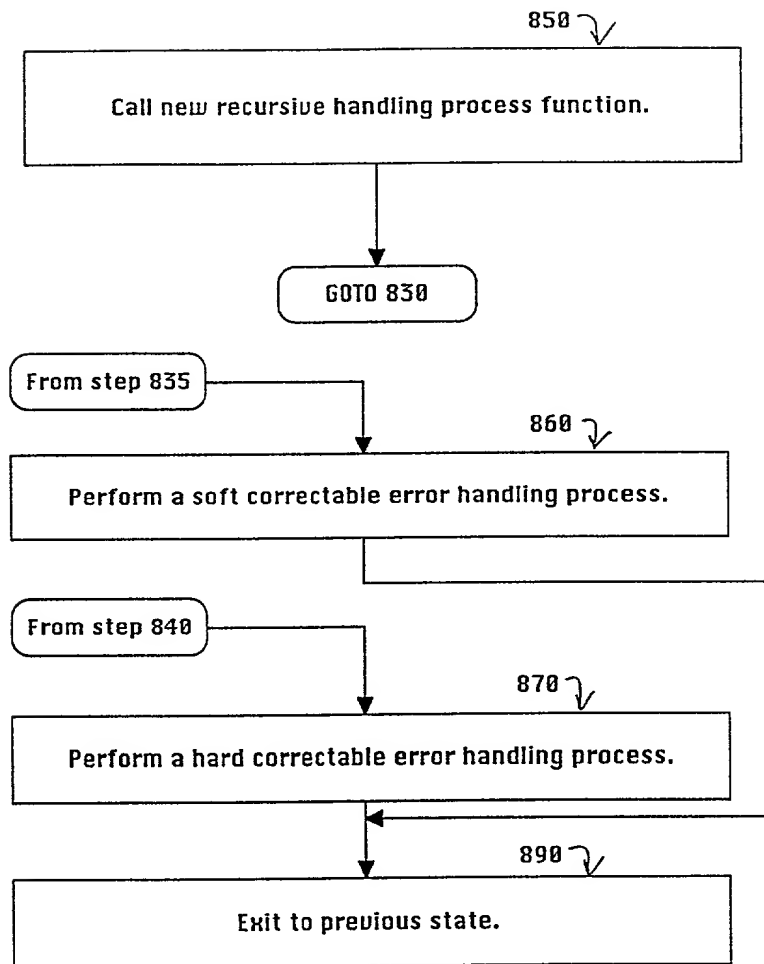 850
Call new recursive handling process function.
GOTO 830
From step 835
860
Perform a soft correctable error handling process.
From step 840
870
Perform a hard correctable error handling process.
890
Exit to previous state.